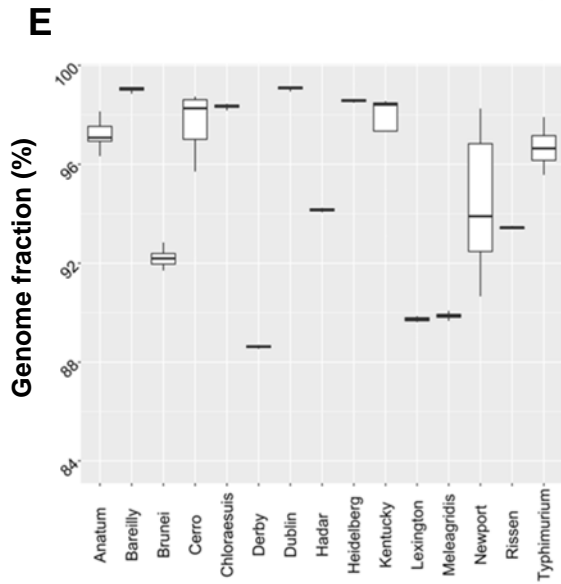 E
Genome fraction (%)
100
96
92
88
84
Anatum
Bareilly
Brunei
Cerro
Chloraesuis
Derby
Dublin
Hadar
Heidelberg
Kentucky
Lexington
Meleagridis
Newport
Rissen
Typhimurium